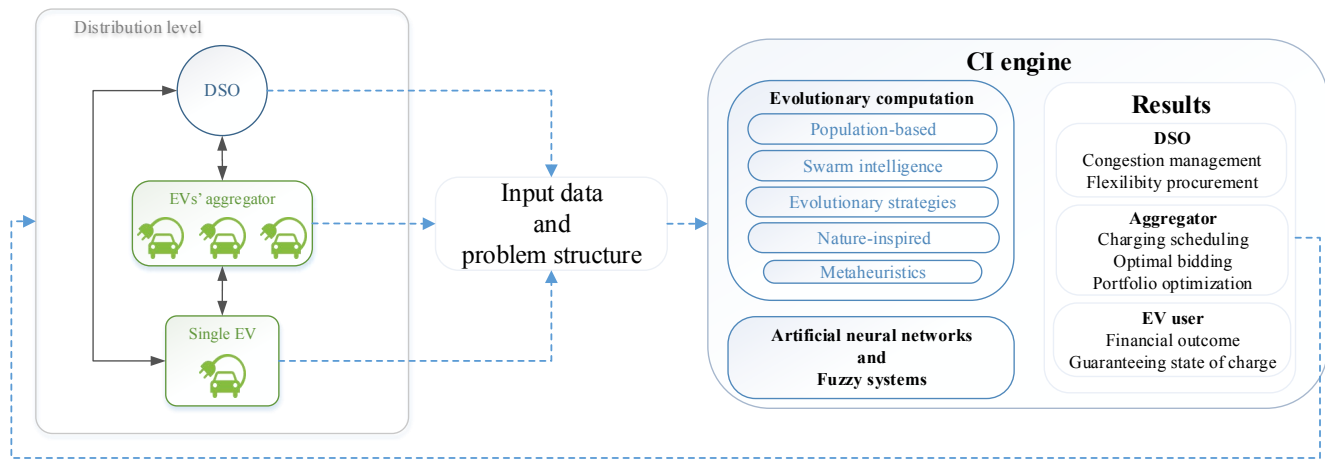 Distribution level
DSO
EVs' aggregator
Single EV
Input data
and
problem structure
CI engine
Evolutionary computation
Population-based
Swarm intelligence
Evolutionary strategies
Nature-inspired
Metaheuristics
Artificial neural networks
and
Fuzzy systems
Results
DSO
Congestion management
Flexilibity procurement
Aggregator
Charging scheduling
Optimal bidding
Portfolio optimization
EV user
Financial outcome
Guaranteeing state of charge